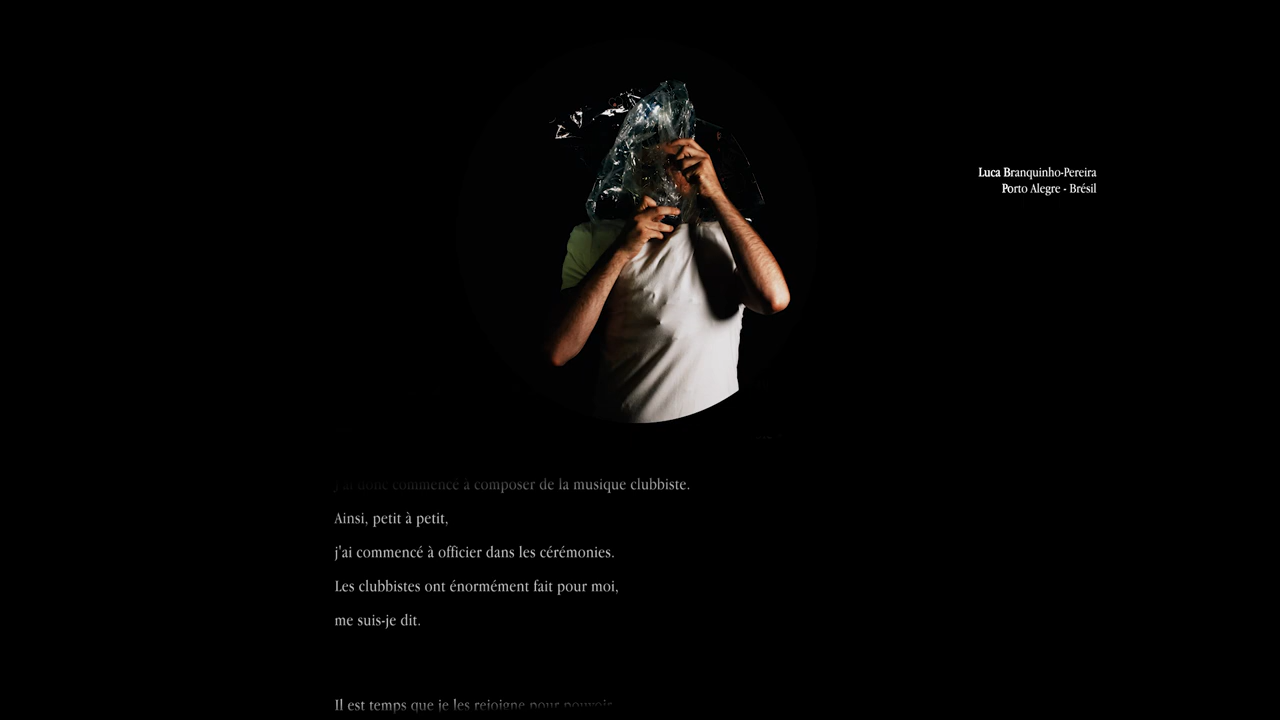 Luca Branquinho-Pereira
Porto Alegre - Brésil
j'ai donc commencé à composer de la musique clubbiste.
Ainsi, petit à petit,
j'ai commencé à officier dans les cérémonies.
Les clubbistes ont énormément fait pour moi,
me suis-je dit.
Il est temps que je les rejoigne pour pouvoir